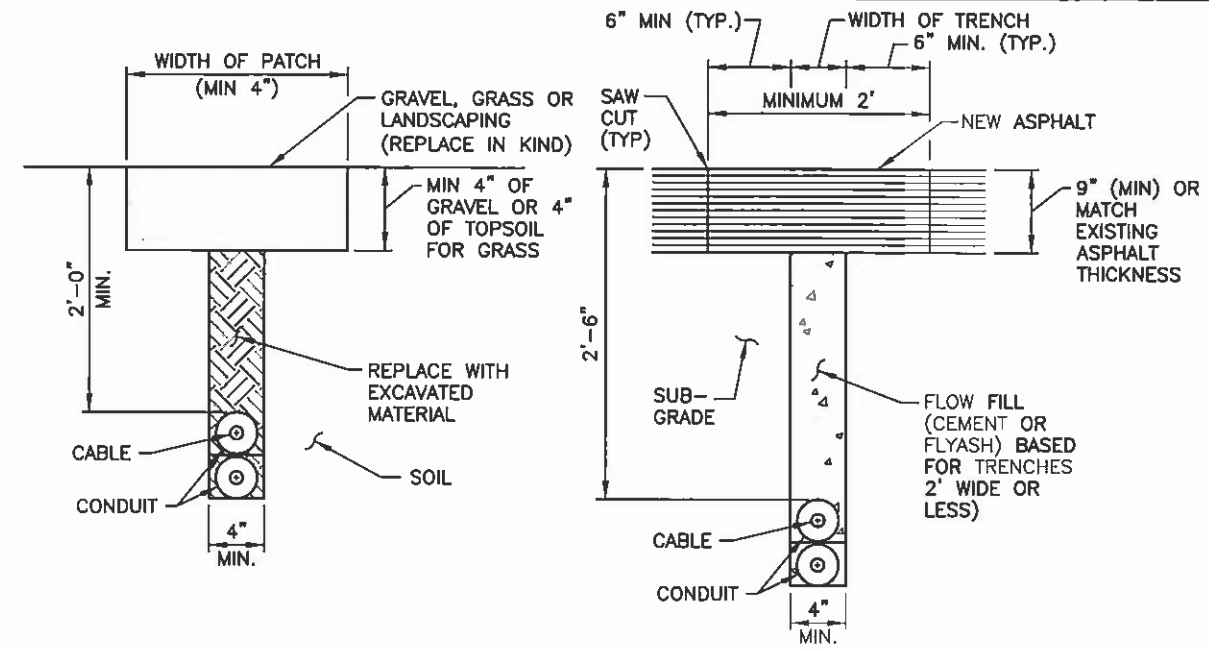 WIDTH OF PATCH
(MIN 4")
GRAVEL, GRASS OR
LANDSCAPING
(REPLACE IN KIND)
MIN 4" OF
GRAVEL OR 4"
OF TOPSOIL
FOR GRASS
2'-0"
MIN.
REPLACE WITH
EXCAVATED
MATERIAL
CABLE
SOIL
CONDUIT
4"
MIN.
6" MIN (TYP.)
WIDTH OF TRENCH
6" MIN. (TYP.)
MINIMUM 2'
SAW
CUT
(TYP)
NEW ASPHALT
9" (MIN) OR
MATCH
EXISTING
ASPHALT
THICKNESS
2'-6"
SUB-
GRADE
FLOW FILL
(CEMENT OR
FLYASH) BASED
FOR TRENCHES
2' WIDE OR
LESS)
CABLE
CONDUIT
4"
MIN.